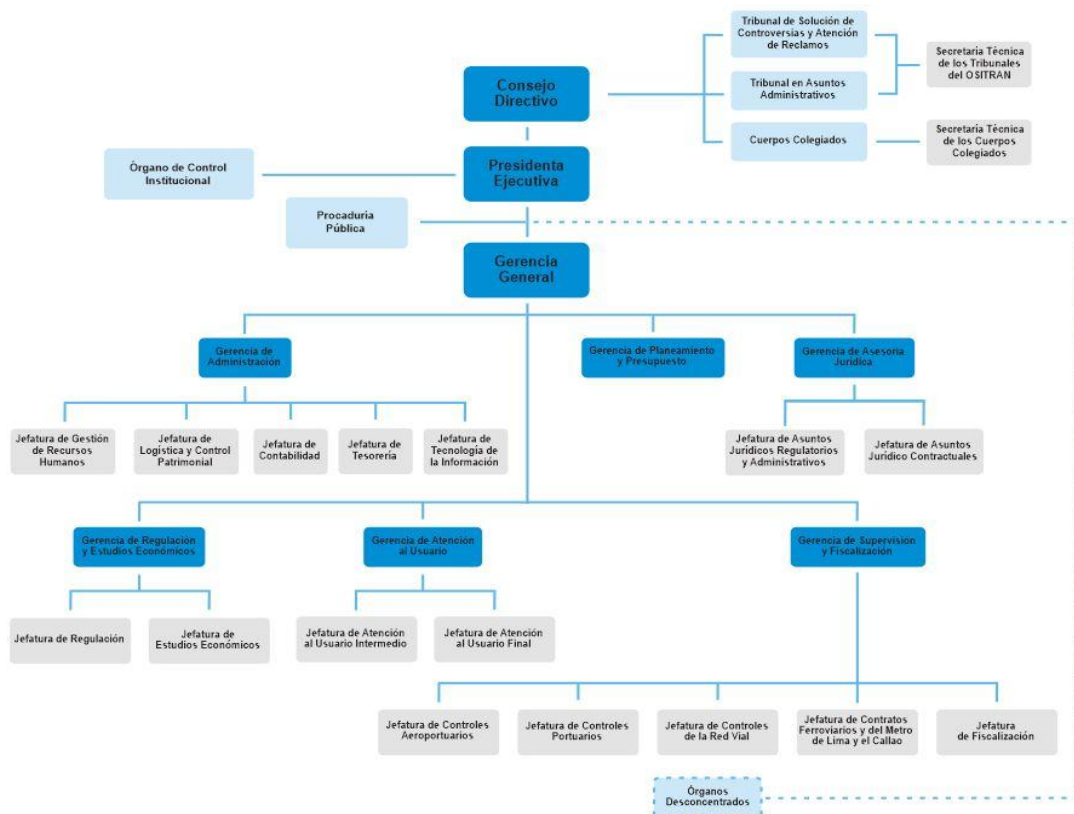 Tribunal de Solución de
Controversias y Atención
de Reclamos
Secretaría Técnica
de los Tribunales
del OSITRAN
Consejo
Directivo
Tribunal en Asuntos
Administrativos
Cuerpos Colegiados
Secretaría Técnica
de los Cuerpos
Colegiados
Órgano de Control
Institucional
Presidenta
Ejecutiva
Procaduria
Pública
Gerencia
General
Gerencia de
Administración
Gerencia de Planeamiento
y Presupuesto
Gerencia de Asesoria
Jurídica
Jefatura de Gestión
de Recursos
Humanos
Jefatura de
Logística y Control
Patrimonial
Jefatura de
Contabilidad
Jefatura de
Tesorería
Jefatura de
Tecnología de
la Información
Jefatura de Asuntos
Jurídicos Regulatorios
y Administrativos
Jefatura de Asuntos
Jurídico Contractuales
Gerencia de Regulación
y Estudios Económicos
Gerencia de Atención
al Usuario
Gerencia de Supervision
y Fiscalización
Jefatura de Regulación
Jefatura de
Estudios Económicos
Jefatura de Atención
al Usuario Intermedio
Jefatura de Atención
al Usuario Final
Jefatura de Controles
Aeroportuarios
Jefatura de Controles
Portuarios
Jefatura de Controles
de la Red Vial
Jefatura de Contratos
Ferroviarios y del Metro
de Lima y el Callao
Jefatura
de Fiscalización
Órganos
Desconcentrados